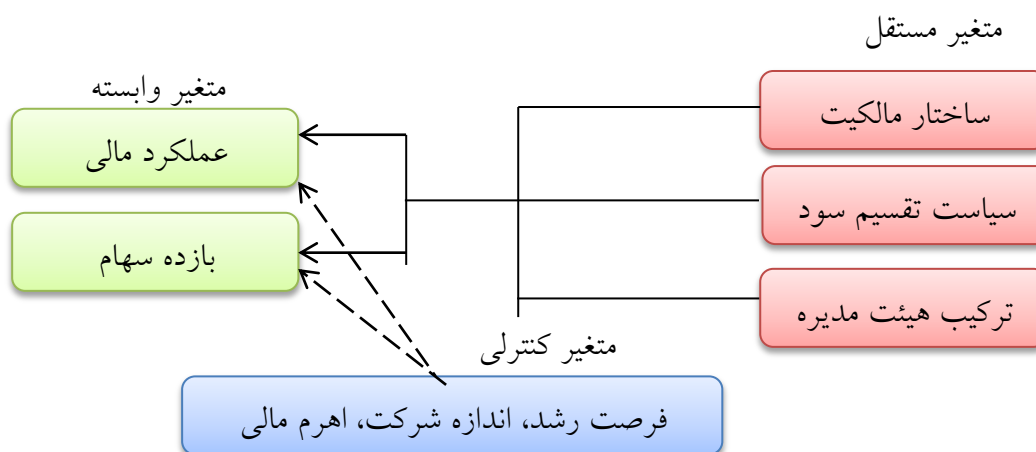 متغیر مستقل
ساختار مالکیت
سیاست تقسیم سود
ترکیب هیئت مدیره
متغیر وابسته
عملکرد مالی
بازده سهام
متغیر کنترلی
فرصت رشد، اندازه شرکت، اهرم مالی